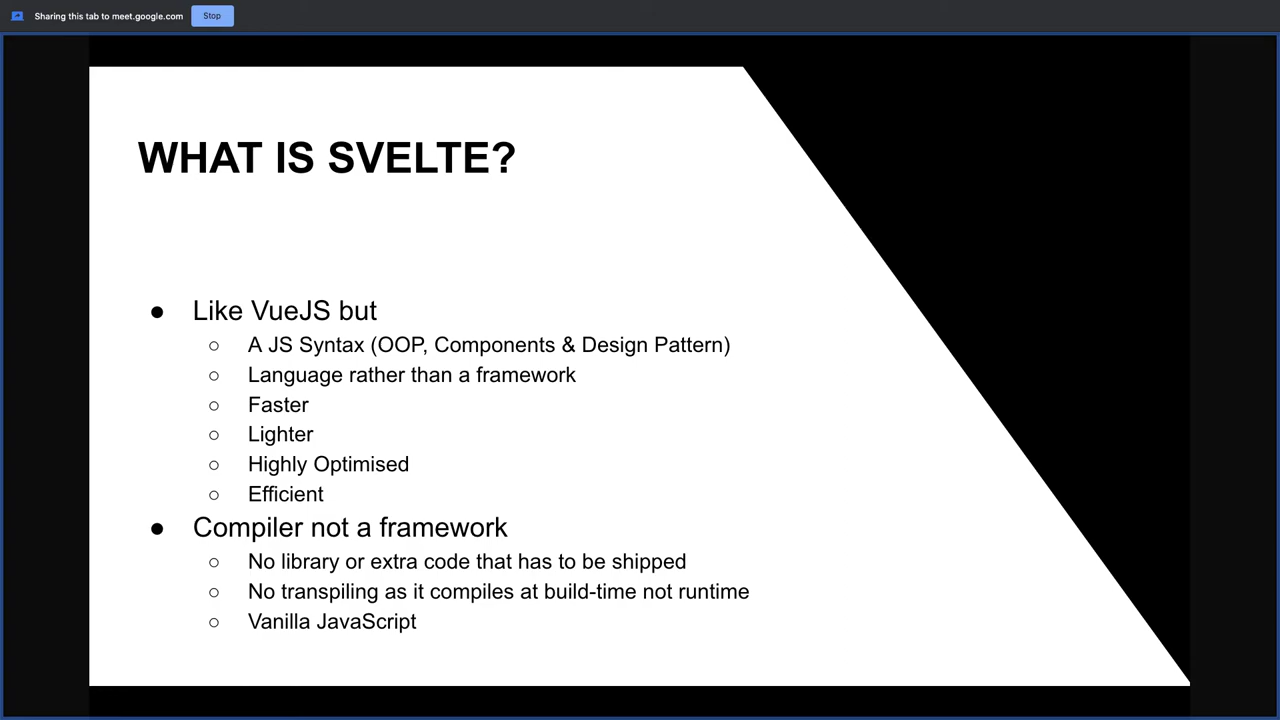 Sharing this tab to meet.google.com Stop
WHAT IS SVELTE?
● Like VueJS but
○ A JS Syntax (OOP, Components & Design Pattern)
○ Language rather than a framework
○ Faster
○ Lighter
○ Highly Optimised
○ Efficient
● Compiler not a framework
○ No library or extra code that has to be shipped
○ No transpiling as it compiles at build-time not runtime
○ Vanilla JavaScript